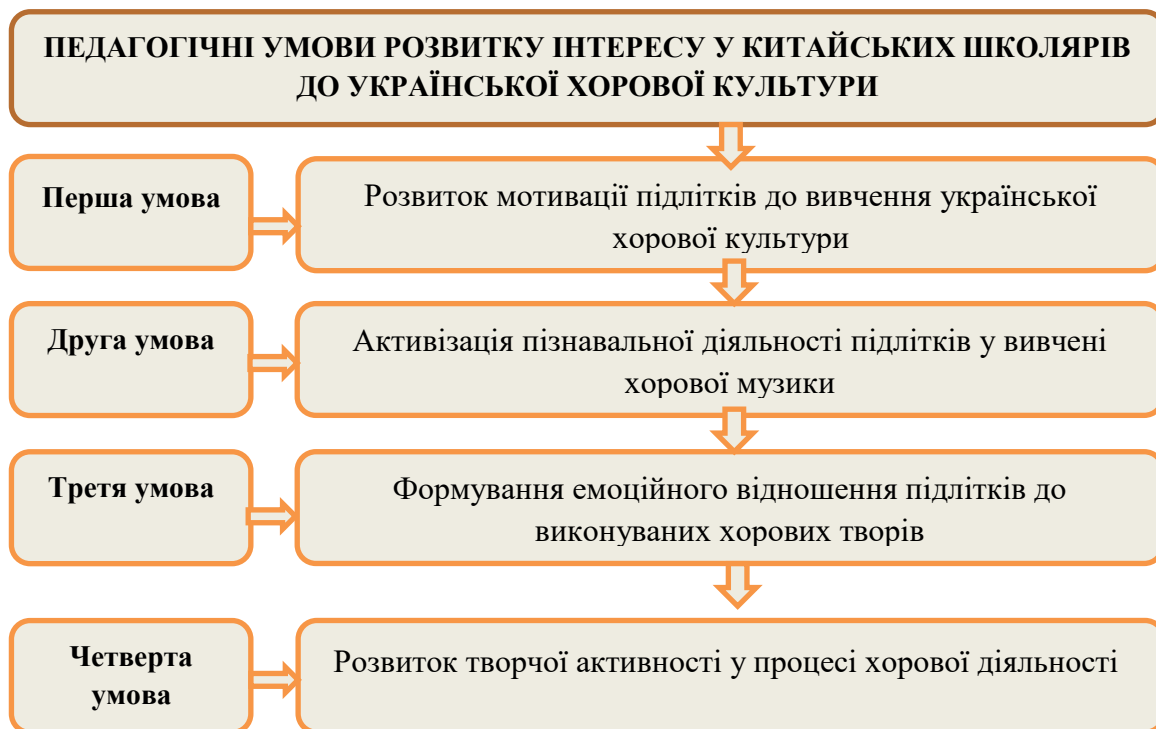 ПЕДАГОГІЧНІ УМОВИ РОЗВИТКУ ІНТЕРЕСУ У КИТАЙСЬКИХ ШКОЛЯРІВ
ДО УКРАЇНСЬКОЇ ХОРОВОЇ КУЛЬТУРИ
Перша умова
Розвиток мотивації підлітків до вивчення української
хорової культури
Друга умова
Активізація пізнавальної діяльності підлітків у вивчені
хорової музики
Третя умова
Формування емоційного відношення підлітків до
виконуваних хорових творів
Четверта
умова
Розвиток творчої активності у процесі хорової діяльності